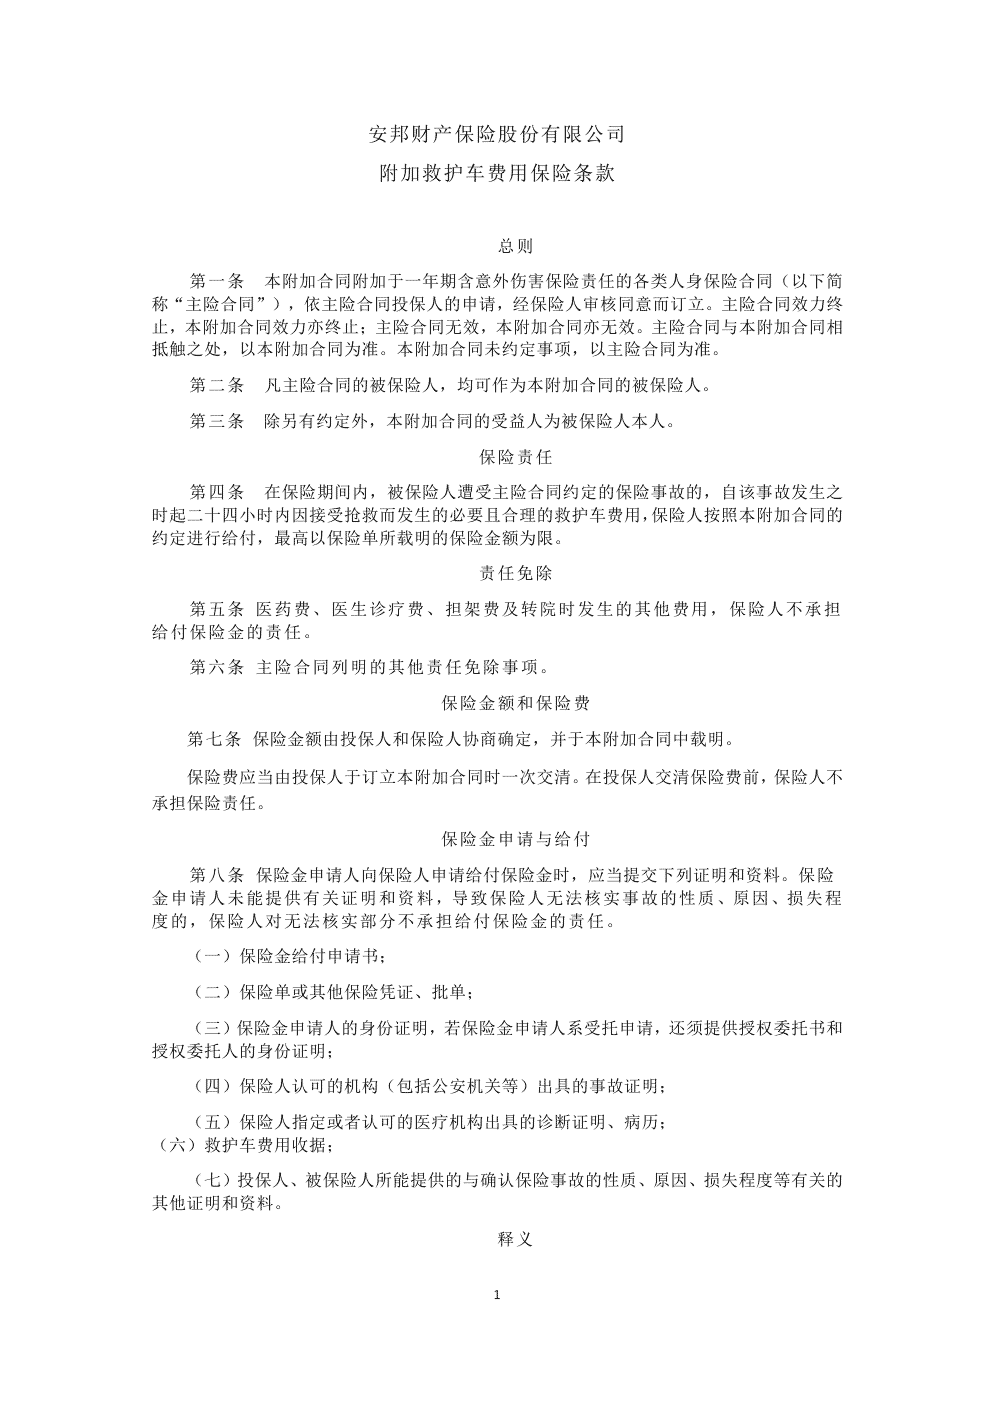 安邦财产保险股份有限公司
附加救护车费用保险条款
总则
第一条 本附加合同附加于一年期含意外伤害保险责任的各类人身保险合同（以下简
称“主险合同”），依主险合同投保人的申请，经保险人审核同意而订立。主险合同效力终
止，本附加合同效力亦终止；主险合同无效，本附加合同亦无效。主险合同与本附加合同相
抵触之处，以本附加合同为准。本附加合同未约定事项，以主险合同为准。
第二条 凡主险合同的被保险人，均可作为本附加合同的被保险人。
第三条 除另有约定外，本附加合同的受益人为被保险人本人。
保险责任
第四条 在保险期间内，被保险人遭受主险合同约定的保险事故的，自该事故发生之
时起二十四小时内因接受抢救而发生的必要且合理的救护车费用，保险人按照本附加合同的
约定进行给付，最高以保险单所载明的保险金额为限。
责任免除
第五条 医药费、医生诊疗费、担架费及转院时发生的其他费用，保险人不承担
给付保险金的责任。
第六条 主险合同列明的其他责任免除事项。
保险金额和保险费
第七条 保险金额由投保人和保险人协商确定，并于本附加合同中载明。
保险费应当由投保人于订立本附加合同时一次交清。在投保人交清保险费前，保险人不
承担保险责任。
保险金申请与给付
第八条 保险金申请人向保险人申请给付保险金时，应当提交下列证明和资料。保险
金申请人未能提供有关证明和资料，导致保险人无法核实事故的性质、原因、损失程
度的，保险人对无法核实部分不承担给付保险金的责任。
（一）保险金给付申请书；
（二）保险单或其他保险凭证、批单；
（三）保险金申请人的身份证明，若保险金申请人系受托申请，还须提供授权委托书和
授权委托人的身份证明；
（四）保险人认可的机构（包括公安机关等）出具的事故证明；
（五）保险人指定或者认可的医疗机构出具的诊断证明、病历；
（六）救护车费用收据；
（七）投保人、被保险人所能提供的与确认保险事故的性质、原因、损失程度等有关的
其他证明和资料。
释义
1